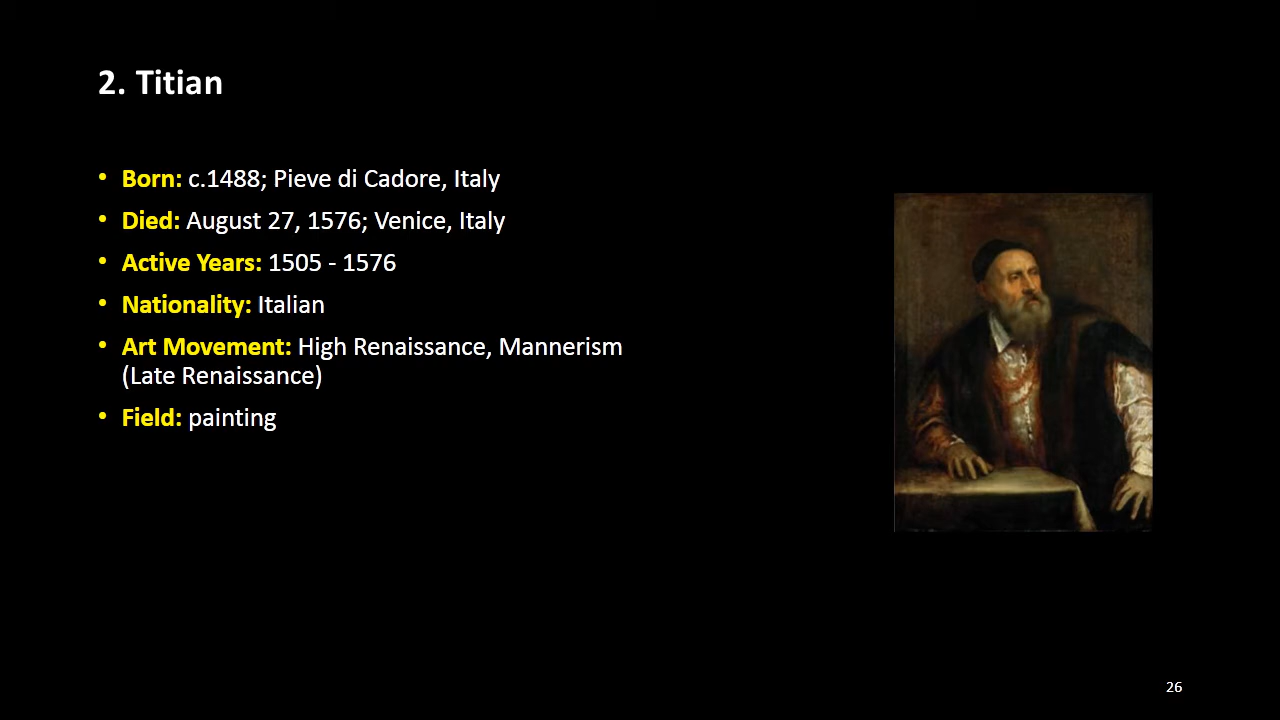 2. Titian
• Born: c.1488; Pieve di Cadore, Italy
• Died: August 27, 1576; Venice, Italy
• Active Years: 1505 - 1576
• Nationality: Italian
• Art Movement: High Renaissance, Mannerism
(Late Renaissance)
• Field: painting
26